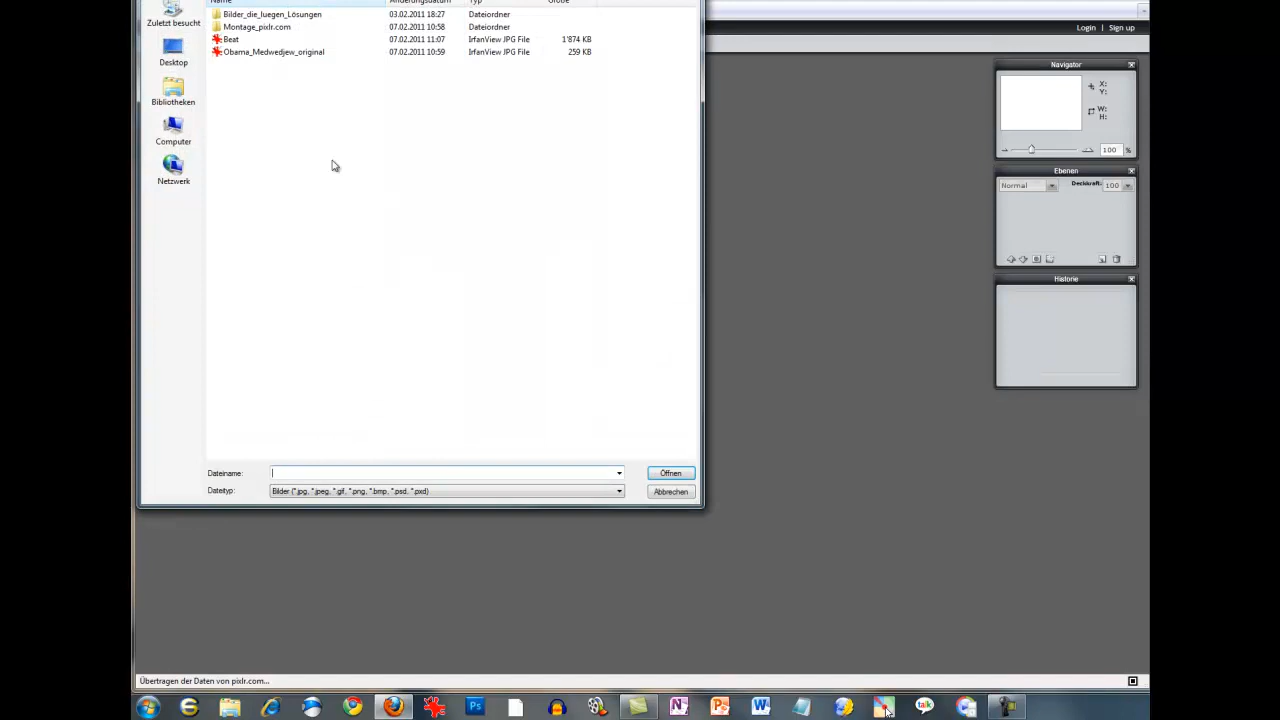 Name Änderungsdatum Typ Größe
Zuletzt besucht
Desktop
Bibliotheken
Computer
Netzwerk
Bilder_die_luegen_Lösungen 03.02.2011 18:27 Dateiordner
Montage_pixlr.com 07.02.2011 10:58 Dateiordner
Beat 07.02.2011 11:07 IrfanView JPG File 1'874 KB
Obama_Medwedjew_original 07.02.2011 10:59 IrfanView JPG File 259 KB
Dateiname: Öffnen
Dateityp: Bilder (*.jpg, *.jpeg, *.gif, *.png, *.bmp, *.psd, *.pxd) Abbrechen
Login | Sign up
Navigator
X:
Y:
W:
H:
100 %
Ebenen
Normal Deckkraft: 100
Historie
Übertragen der Daten von pixlr.com...
Ps
talk